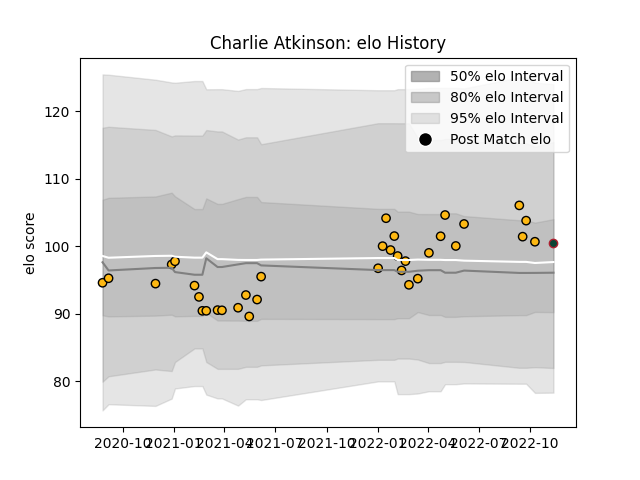 Charlie Atkinson: elo History
50% elo Interval
80% elo Interval
95% elo Interval
Post Match elo
elo score
120
110
100
90
80
2020-10 2021-01 2021-04 2021-07 2021-10 2022-01 2022-04 2022-07 2022-10